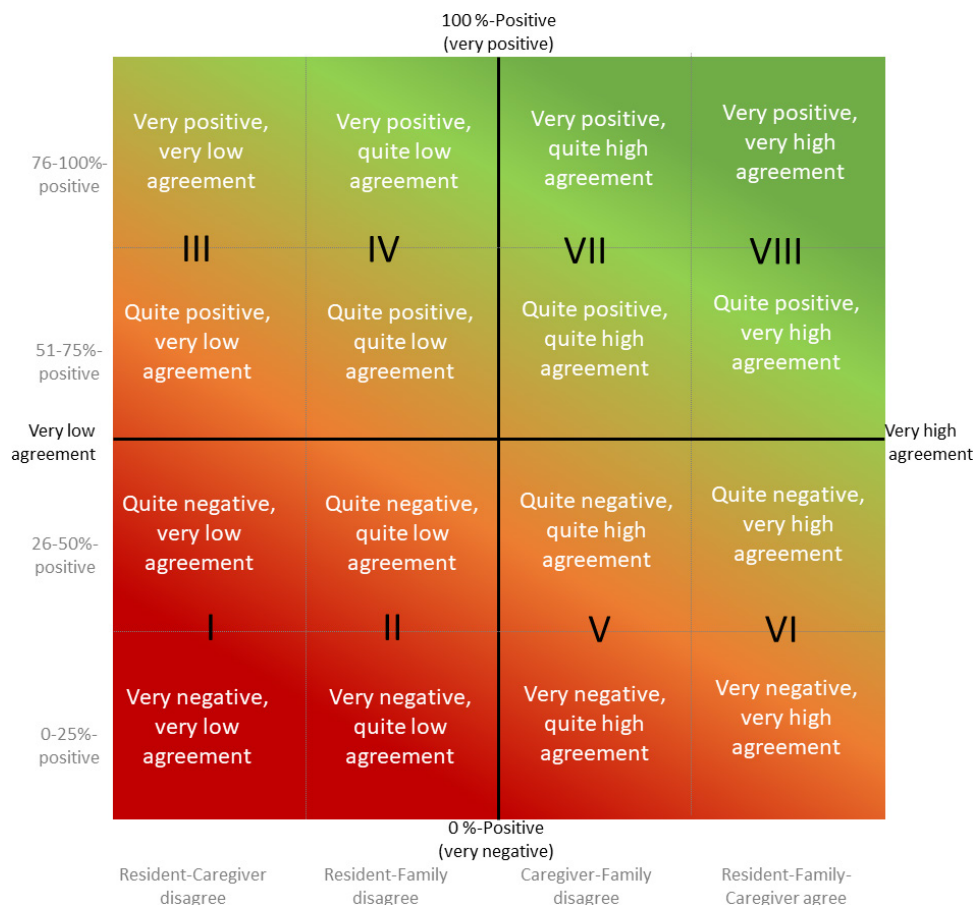 100 %-Positive
(very positive)
76-100%-
positive
Very positive,
very low
agreement
Very positive,
quite low
agreement
Very positive,
quite high
agreement
Very positive,
very high
agreement
III
IV
VII
VIII
51-75%-
positive
Quite positive,
very low
agreement
Quite positive,
quite low
agreement
Quite positive,
quite high
agreement
Quite positive,
very high
agreement
Very low
agreement
Very high
agreement
26-50%-
positive
Quite negative,
very low
agreement
Quite negative,
quite low
agreement
Quite negative,
quite high
agreement
Quite negative,
very high
agreement
I
II
V
VI
0-25%-
positive
Very negative,
very low
agreement
Very negative,
quite low
agreement
Very negative,
quite high
agreement
Very negative,
very high
agreement
0 %-Positive
(very negative)
Resident-Caregiver
disagree
Resident-Family
disagree
Caregiver-Family
disagree
Resident-Family-
Caregiver agree